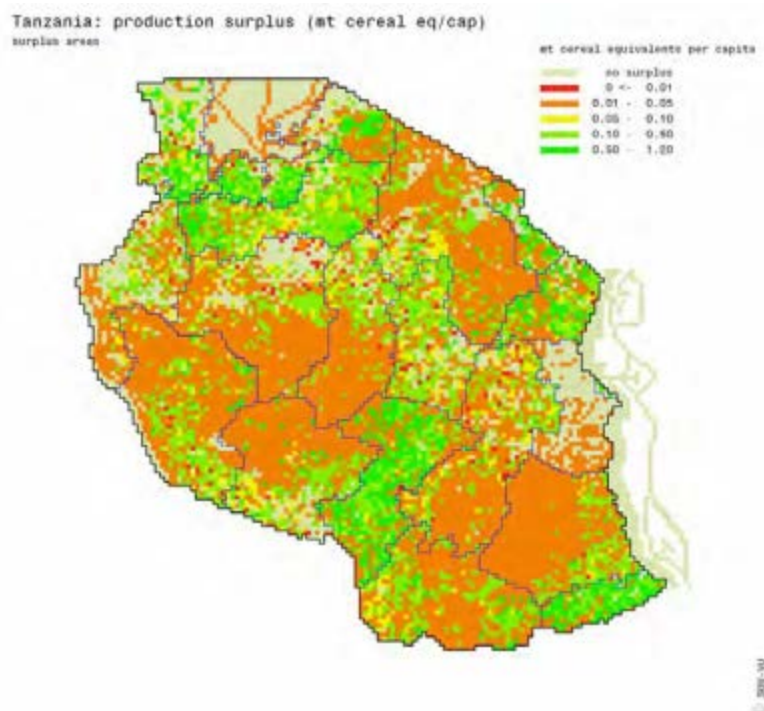 Tanzania: production surplus (mt cereal eq/cap)
surplus areas
mt cereal equivalents per capita
no surplus
0 <- 0.01
0.01 - 0.05
0.05 - 0.10
0.10 - 0.50
0.50 - 1.20